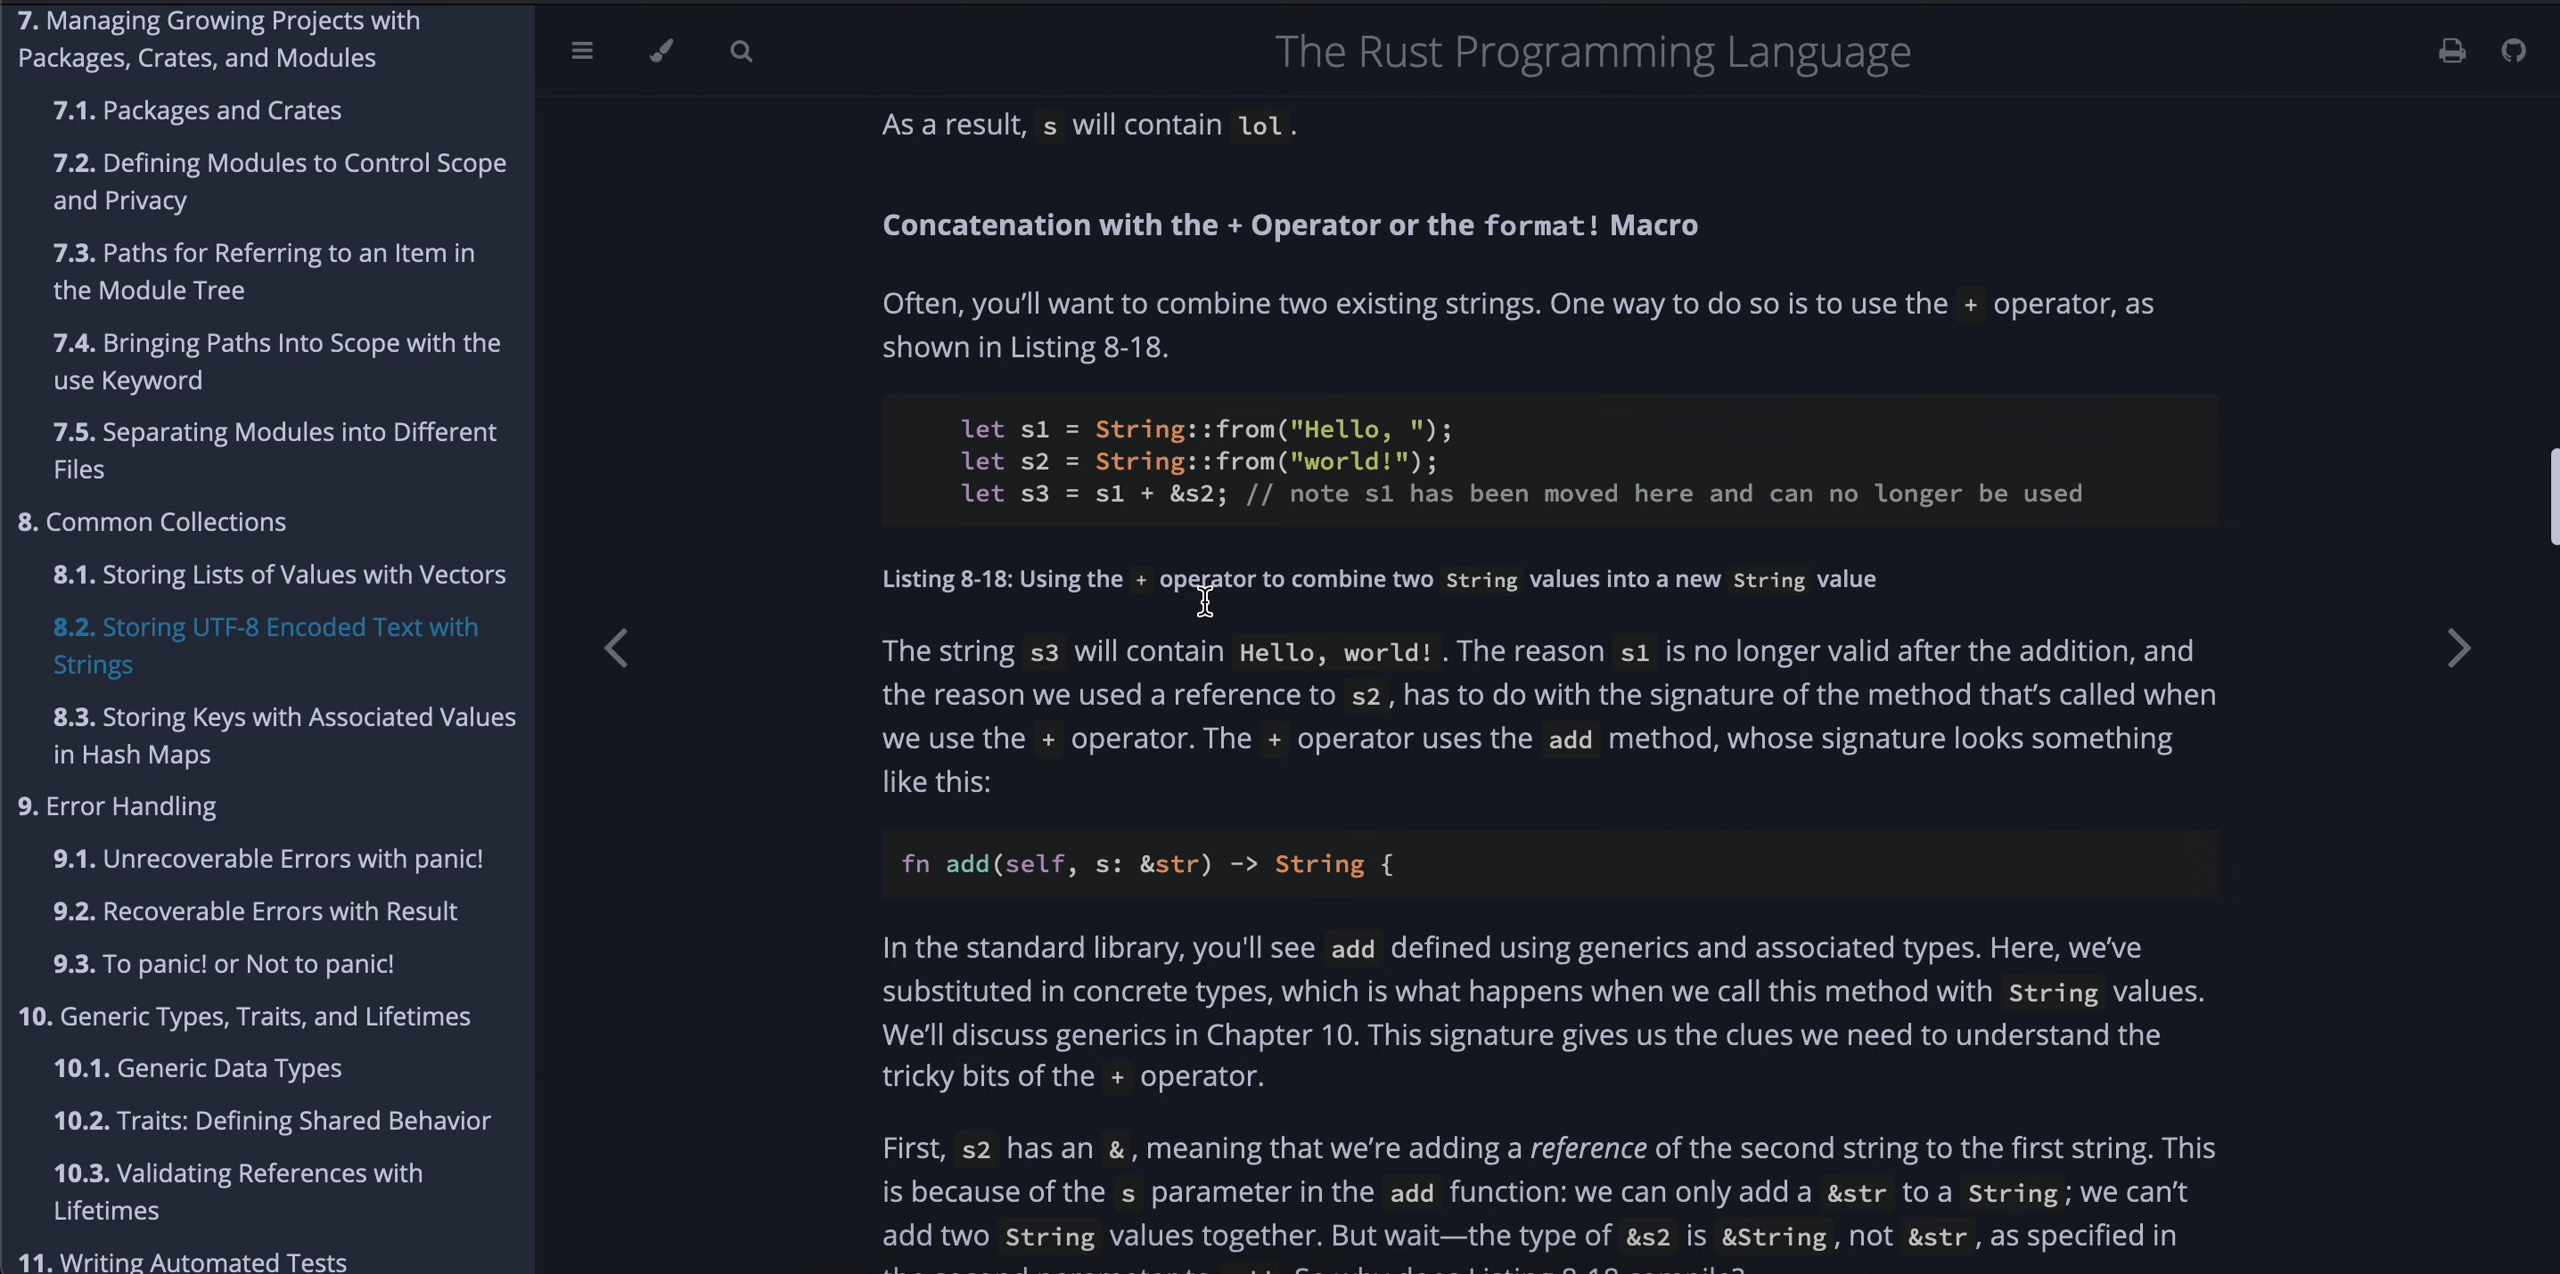 7. Managing Growing Projects with
Packages, Crates, and Modules
7.1. Packages and Crates
7.2. Defining Modules to Control Scope
and Privacy
7.3. Paths for Referring to an Item in
the Module Tree
7.4. Bringing Paths Into Scope with the
use Keyword
7.5. Separating Modules into Different
Files
8. Common Collections
8.1. Storing Lists of Values with Vectors
8.2. Storing UTF-8 Encoded Text with
Strings
8.3. Storing Keys with Associated Values
in Hash Maps
9. Error Handling
9.1. Unrecoverable Errors with panic!
9.2. Recoverable Errors with Result
9.3. To panic! or Not to panic!
10. Generic Types, Traits, and Lifetimes
10.1. Generic Data Types
10.2. Traits: Defining Shared Behavior
10.3. Validating References with
Lifetimes
11. Writing Automated Tests
The Rust Programming Language
As a result, s will contain lol.
Concatenation with the + Operator or the format! Macro
Often, you’ll want to combine two existing strings. One way to do so is to use the + operator, as
shown in Listing 8-18.
let s1 = String::from("Hello, ");
let s2 = String::from("world!");
let s3 = s1 + &s2; // note s1 has been moved here and can no longer be used
Listing 8-18: Using the + operator to combine two String values into a new String value
The string s3 will contain Hello, world!. The reason s1 is no longer valid after the addition, and
the reason we used a reference to s2, has to do with the signature of the method that’s called when
we use the + operator. The + operator uses the add method, whose signature looks something
like this:
fn add(self, s: &str) -> String {
In the standard library, you'll see add defined using generics and associated types. Here, we’ve
substituted in concrete types, which is what happens when we call this method with String values.
We’ll discuss generics in Chapter 10. This signature gives us the clues we need to understand the
tricky bits of the + operator.
First, s2 has an &, meaning that we’re adding a reference of the second string to the first string. This
is because of the s parameter in the add function: we can only add a &str to a String; we can’t
add two String values together. But wait—the type of &s2 is &String, not &str, as specified in
the second parameter to So why does Listing 8-18 compile?